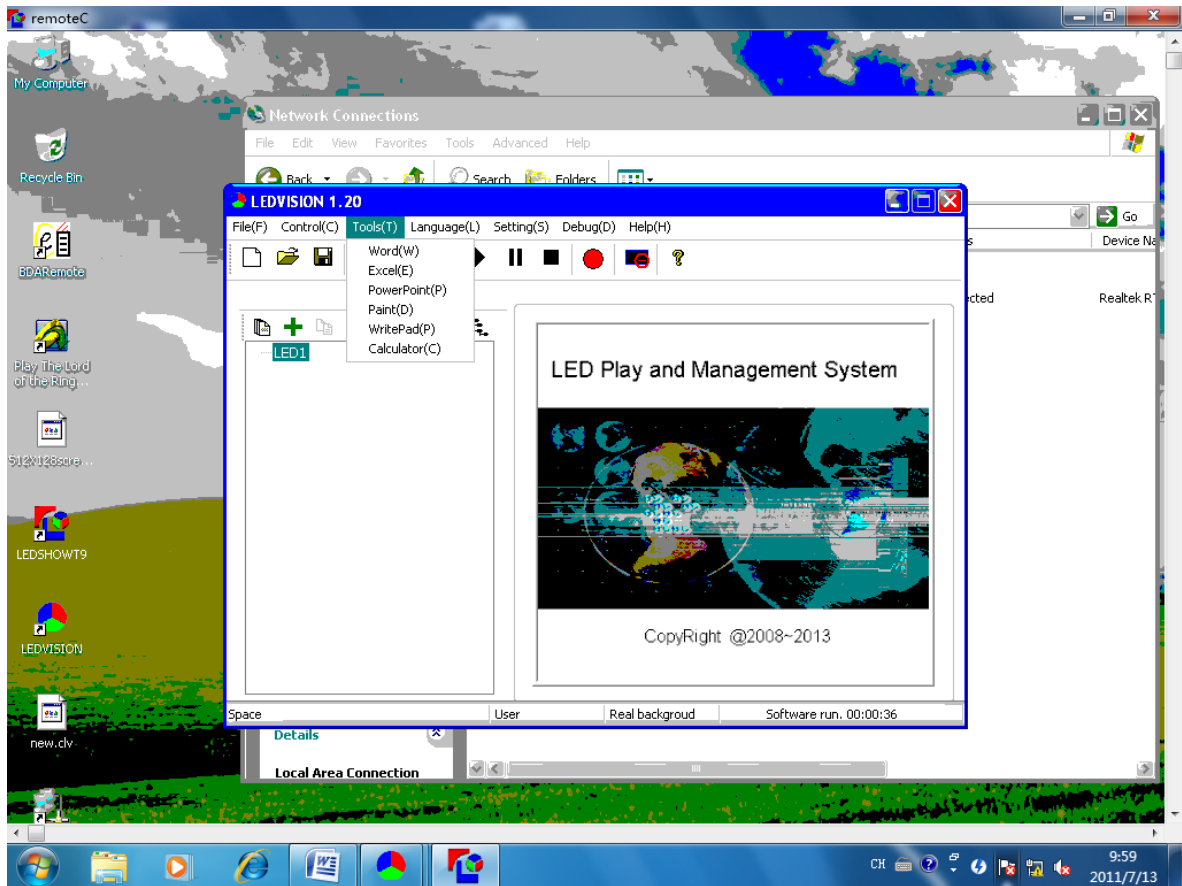 remoteC
My Computer
Recycle Bin
BDARemote
Play The Lord
of the Ring...
512X128scre...
LEDSHOWT9
LEDVISION
new.clv
Network Connections
File Edit View Favorites Tools Advanced Help
Back Search Folders
Go
s Device Na
ected Realtek RT
LEDVISION 1.20
File(F) Control(C) Tools(T) Language(L) Setting(S) Debug(D) Help(H)
Word(W)
Excel(E)
PowerPoint(P)
Paint(D)
WritePad(P)
Calculator(C)
LED1
LED Play and Management System
INTERNET
CopyRight @2008~2013
Space User Real backgroud Software run. 00:00:36
Details
Local Area Connection
CH
9:59
2011/7/13